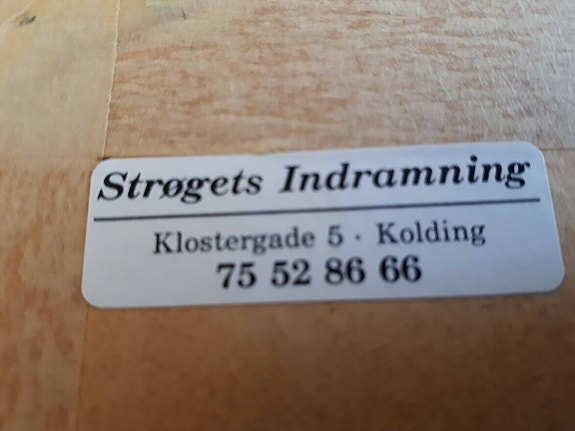 Strøgets Indramning
Klostergade 5 · Kolding
75 52 86 66